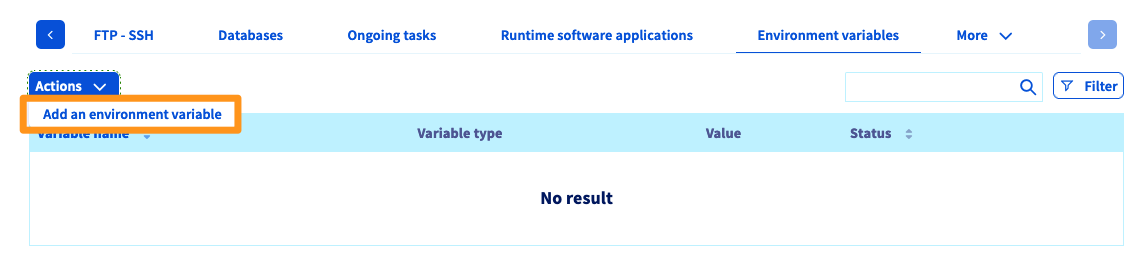 FTP - SSH Databases Ongoing tasks Runtime software applications Environment variables More
Actions Filter
Add an environment variable
Variable name Variable type Value Status
No result